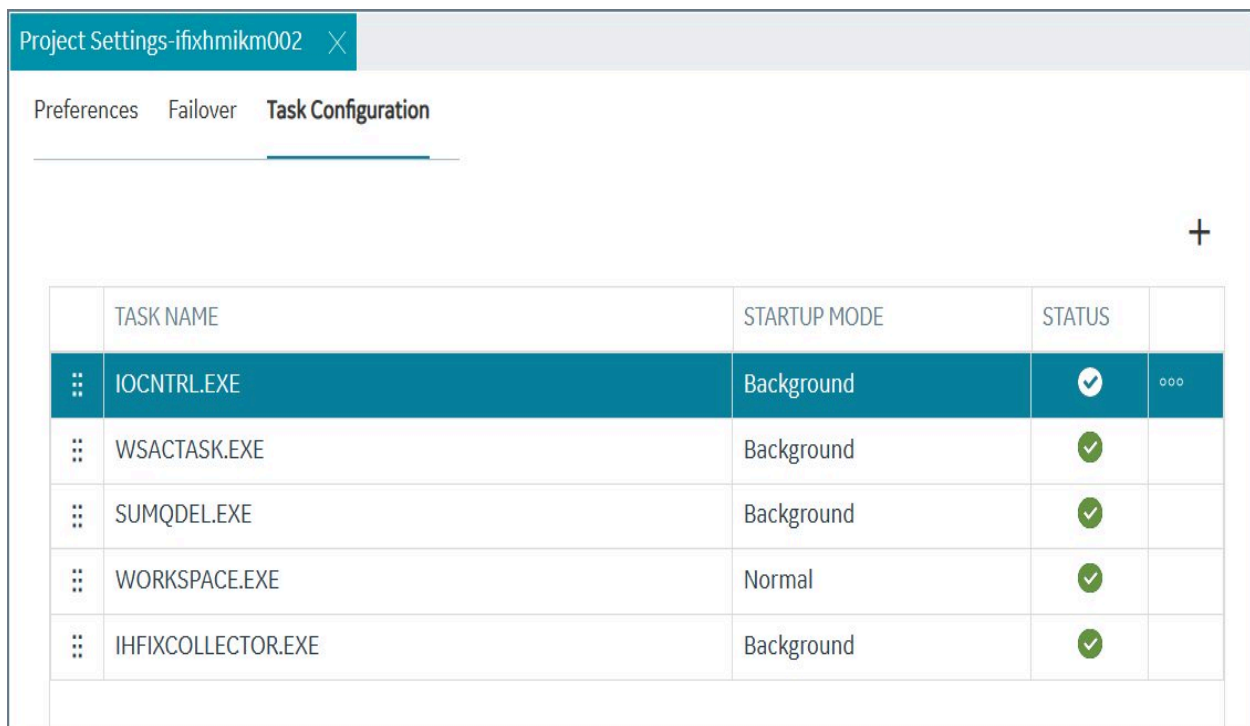 Project Settings-ifixhmikm002
Preferences Failover Task Configuration
TASK NAME STARTUP MODE STATUS
IOCNTRL.EXE Background
WSACTASK.EXE Background
SUMQDEL.EXE Background
WORKSPACE.EXE Normal
IHFIXCOLLECTOR.EXE Background